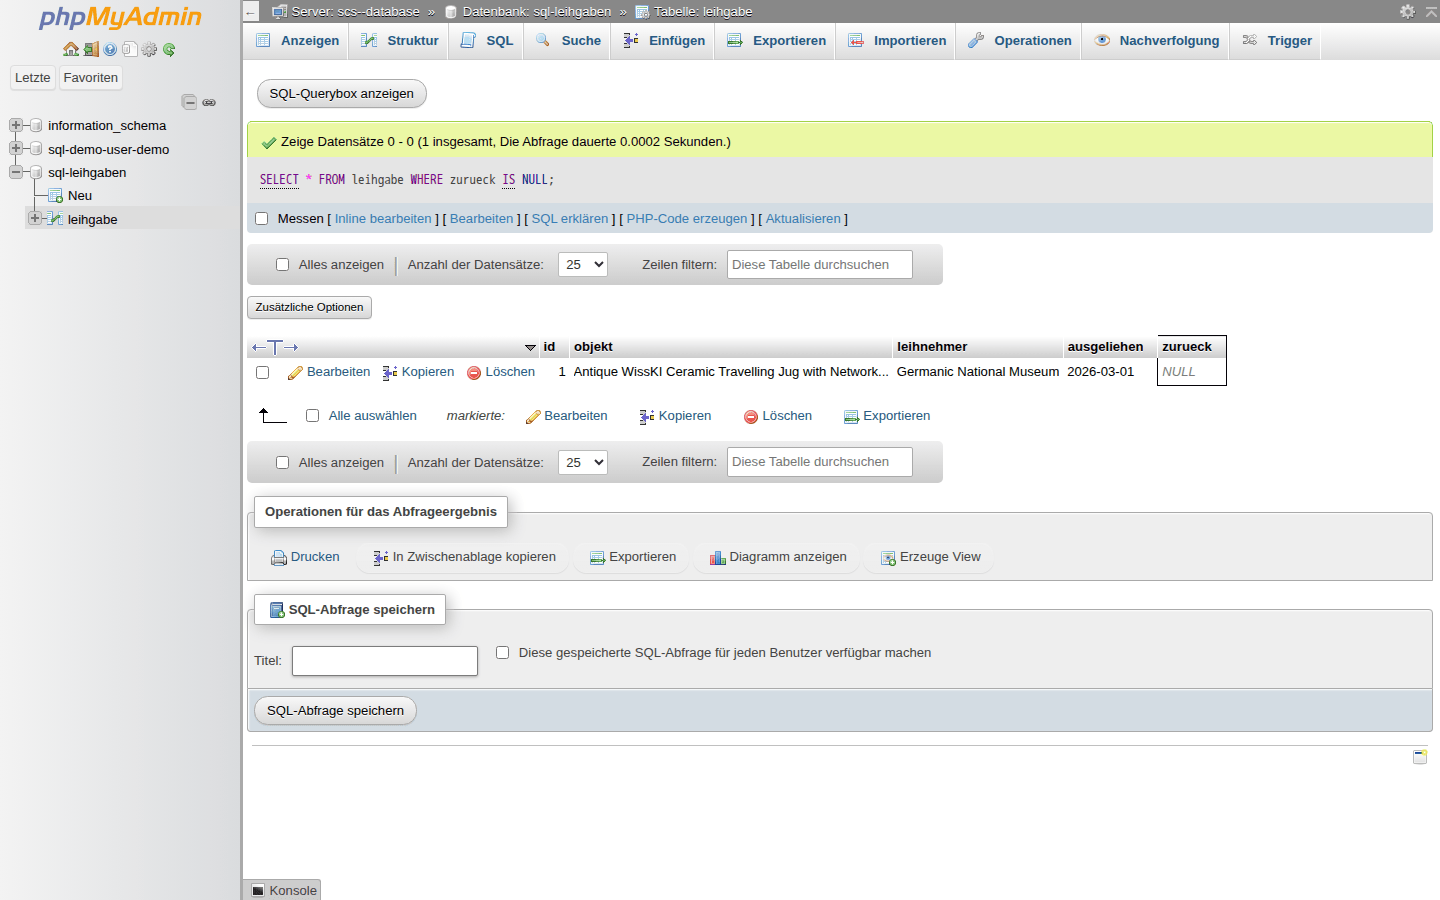 phpMyAdmin
Letzte Favoriten
information_schema
sql-demo-user-demo
sql-leihgaben
Neu
leihgabe
← Server: scs--database » Datenbank: sql-leihgaben » Tabelle: leihgabe
Anzeigen Struktur SQL Suche Einfügen Exportieren Importieren Operationen Nachverfolgung Trigger
SQL-Querybox anzeigen
Zeige Datensätze 0 - 0 (1 insgesamt, Die Abfrage dauerte 0.0002 Sekunden.)
SELECT * FROM leihgabe WHERE zurueck IS NULL;
Messen [ Inline bearbeiten ] [ Bearbeiten ] [ SQL erklären ] [ PHP-Code erzeugen ] [ Aktualisieren ]
Alles anzeigen | Anzahl der Datensätze: 25 Zeilen filtern: Diese Tabelle durchsuchen
Zusätzliche Optionen
←T→ id objekt leihnehmer ausgeliehen zurueck
Bearbeiten Kopieren Löschen 1 Antique WissKI Ceramic Travelling Jug with Network... Germanic National Museum 2026-03-01 NULL
Alle auswählen markierte: Bearbeiten Kopieren Löschen Exportieren
Alles anzeigen | Anzahl der Datensätze: 25 Zeilen filtern: Diese Tabelle durchsuchen
Operationen für das Abfrageergebnis
Drucken In Zwischenablage kopieren Exportieren Diagramm anzeigen Erzeuge View
SQL-Abfrage speichern
Titel: Diese gespeicherte SQL-Abfrage für jeden Benutzer verfügbar machen
SQL-Abfrage speichern
Konsole